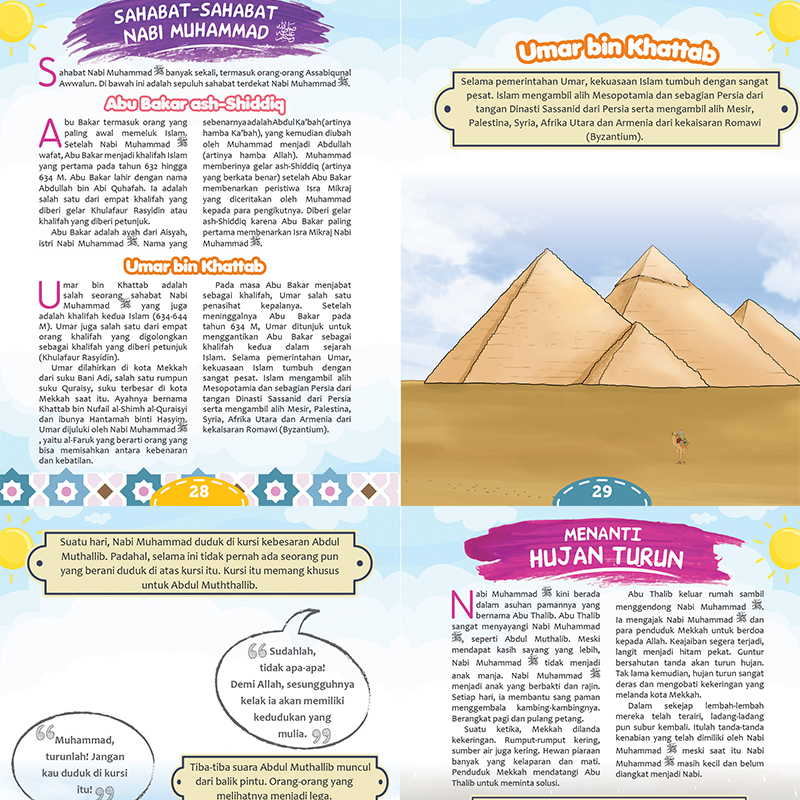 SAHABAT-SAHABAT
NABI MUHAMMAD ﷺ
Sahabat Nabi Muhammad ﷺ banyak sekali, termasuk orang-orang Assabiqunal
Awwalun. Di bawah ini adalah sepuluh sahabat terdekat Nabi Muhammad ﷺ.
Abu Bakar ash-Shiddiq
Abu Bakar termasuk orang yang
paling awal memeluk Islam.
Setelah Nabi Muhammad ﷺ
wafat, Abu Bakar menjadi khalifah Islam
yang pertama pada tahun 632 hingga
634 M. Abu Bakar lahir dengan nama
Abdullah bin Abi Quhafah. Ia adalah
salah satu dari empat khalifah yang
diberi gelar Khulafaur Rasyidin atau
khalifah yang diberi petunjuk.
Abu Bakar adalah ayah dari Aisyah,
istri Nabi Muhammad ﷺ. Nama yang
sebenarnya adalah Abdul Ka'bah (artinya
hamba Ka'bah), yang kemudian diubah
oleh Muhammad menjadi Abdullah
(artinya hamba Allah). Muhammad
memberinya gelar ash-Shiddiq (artinya
yang berkata benar) setelah Abu Bakar
membenarkan peristiwa Isra Mikraj
yang diceritakan oleh Muhammad
kepada para pengikutnya. Diberi gelar
ash-Shiddiq karena Abu Bakar paling
pertama membenarkan Isra Mikraj Nabi
Muhammad ﷺ.
Umar bin Khattab
Umar bin Khattab adalah
salah seorang sahabat Nabi
Muhammad ﷺ yang juga
adalah khalifah kedua Islam (634-644
M). Umar juga salah satu dari empat
orang khalifah yang digolongkan
sebagai khalifah yang diberi petunjuk
(Khulafaur Rasyidin).
Umar dilahirkan di kota Mekkah
dari suku Bani Adi, salah satu rumpun
suku Quraisy, suku terbesar di kota
Mekkah saat itu. Ayahnya bernama
Khattab bin Nufail al-Shimh al-Quraisyi
dan ibunya Hantamah binti Hasyim.
Umar dijuluki oleh Nabi Muhammad ﷺ
, yaitu al-Faruk yang berarti orang yang
bisa memisahkan antara kebenaran
dan kebatilan.
Pada masa Abu Bakar menjabat
sebagai khalifah, Umar salah satu
penasihat kepalanya. Setelah
meninggalnya Abu Bakar pada
tahun 634 M, Umar ditunjuk untuk
menggantikan Abu Bakar sebagai
khalifah kedua dalam sejarah
Islam. Selama pemerintahan Umar,
kekuasaan Islam tumbuh dengan
sangat pesat. Islam mengambil alih
Mesopotamia dan sebagian Persia dari
tangan Dinasti Sassanid dari Persia
serta mengambil alih Mesir, Palestina,
Syria, Afrika Utara dan Armenia dari
kekaisaran Romawi (Byzantium).
28
Umar bin Khattab
Selama pemerintahan Umar, kekuasaan Islam tumbuh dengan sangat
pesat. Islam mengambil alih Mesopotamia dan sebagian Persia dari
tangan Dinasti Sassanid dari Persia serta mengambil alih Mesir,
Palestina, Syria, Afrika Utara dan Armenia dari kekaisaran Romawi
(Byzantium).
29
Suatu hari, Nabi Muhammad duduk di kursi kebesaran Abdul
Muthallib. Padahal, selama ini tidak pernah ada seorang pun
yang berani duduk di atas kursi itu. Kursi itu memang khusus
untuk Abdul Muththallib.
“Sudahlah,
tidak apa-apa!
Demi Allah, sesungguhnya
kelak ia akan memiliki
kedudukan yang
mulia.”
“Muhammad,
turunlah! Jangan
kau duduk di kursi
itu!”
Tiba-tiba suara Abdul Muthallib muncul
dari balik pintu. Orang-orang yang
melihatnya menjadi lega.
MENANTI
HUJAN TURUN
Nabi Muhammad ﷺ kini berada
dalam asuhan pamannya yang
bernama Abu Thalib. Abu Thalib
sangat menyayangi Nabi Muhammad
ﷺ, seperti Abdul Muthalib. Meski
mendapat kasih sayang yang lebih,
Nabi Muhammad ﷺ tidak menjadi
anak manja. Nabi Muhammad ﷺ
menjadi anak yang berbakti dan rajin.
Setiap hari, ia membantu sang paman
menggembala kambing-kambingnya.
Berangkat pagi dan pulang petang.
Suatu ketika, Mekkah dilanda
kekeringan. Rumput-rumput kering,
sumber air juga kering. Hewan piaraan
banyak yang kelaparan dan mati.
Penduduk Mekkah mendatangi Abu
Thalib untuk meminta solusi.
Abu Thalib keluar rumah sambil
menggendong Nabi Muhammad ﷺ.
Ia mengajak Nabi Muhammad ﷺ dan
para penduduk Mekkah untuk berdoa
kepada Allah. Keajaiban segera terjadi,
langit menjadi hitam pekat. Guntur
bersahutan tanda akan turun hujan.
Tak lama kemudian, hujan turun sangat
deras dan mengobati kekeringan yang
melanda kota Mekkah.
Dalam sekejap lembah-lembah
mereka telah terairi, ladang-ladang
pun subur kembali. Itulah tanda-tanda
kenabian yang telah dimiliki oleh Nabi
Muhammad ﷺ meski saat itu Nabi
Muhammad ﷺ masih kecil dan belum
diangkat menjadi Nabi.